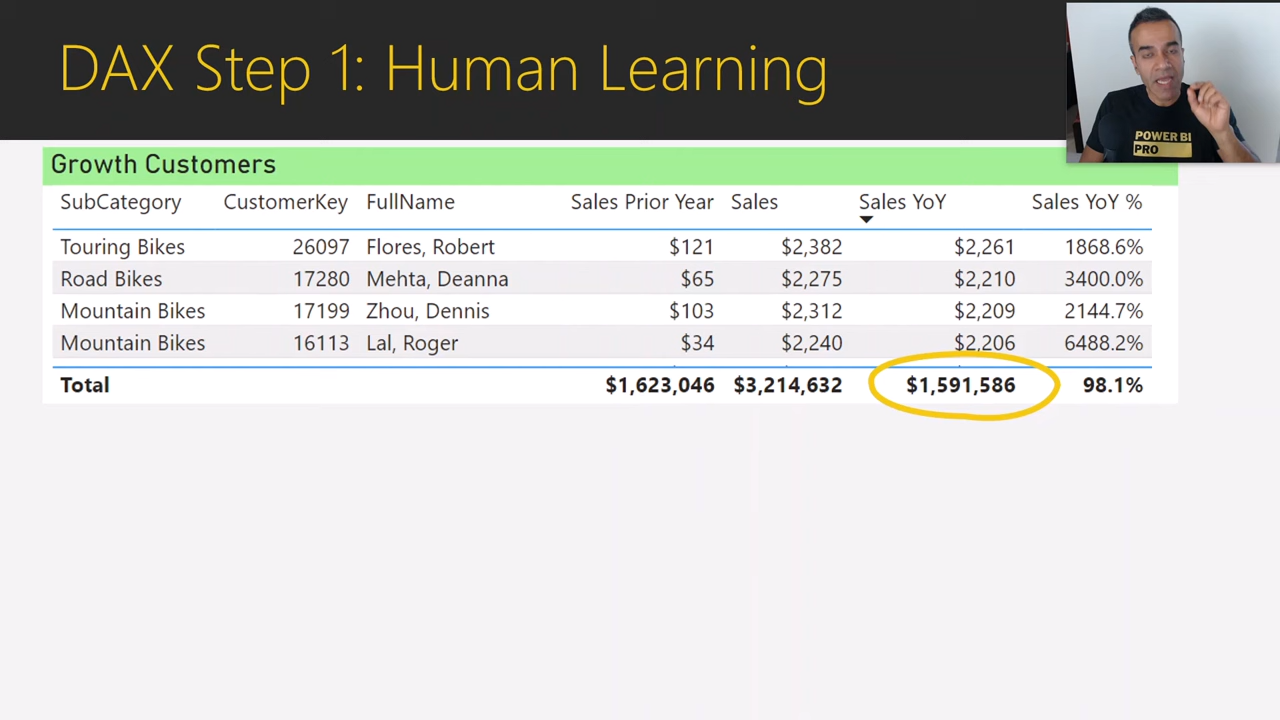 DAX Step 1: Human Learning
POWER BI
PRO
Growth Customers
SubCategory CustomerKey FullName Sales Prior Year Sales Sales YoY Sales YoY %
Touring Bikes 26097 Flores, Robert $121 $2,382 $2,261 1868.6%
Road Bikes 17280 Mehta, Deanna $65 $2,275 $2,210 3400.0%
Mountain Bikes 17199 Zhou, Dennis $103 $2,312 $2,209 2144.7%
Mountain Bikes 16113 Lal, Roger $34 $2,240 $2,206 6488.2%
Total $1,623,046 $3,214,632 $1,591,586 98.1%